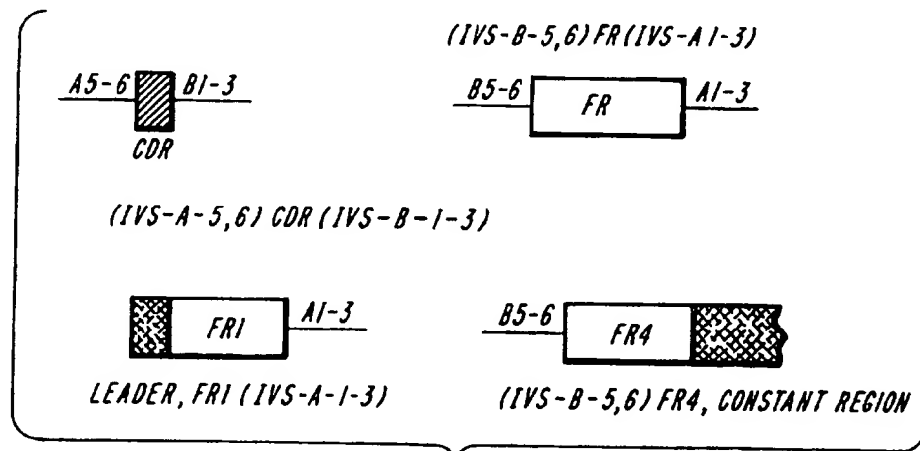 (IVS-B-5,6) FR (IVS-A1-3)
A5-6 B1-3
CDR
B5-6 FR A1-3
(IVS-A-5,6) CDR (IVS-B-1-3)
FR1 A1-3
LEADER, FR1 (IVS-A-1-3)
B5-6 FR4
(IVS-B-5,6) FR4, CONSTANT REGION